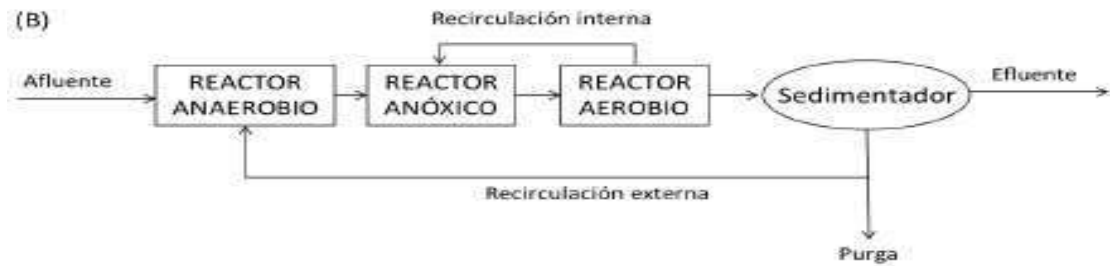 (B)
Recirculación interna
Afluente
REACTOR
ANAEROBIO
REACTOR
ANÓXICO
REACTOR
AEROBIO
Sedimentador
Efluente
Recirculación externa
Purga